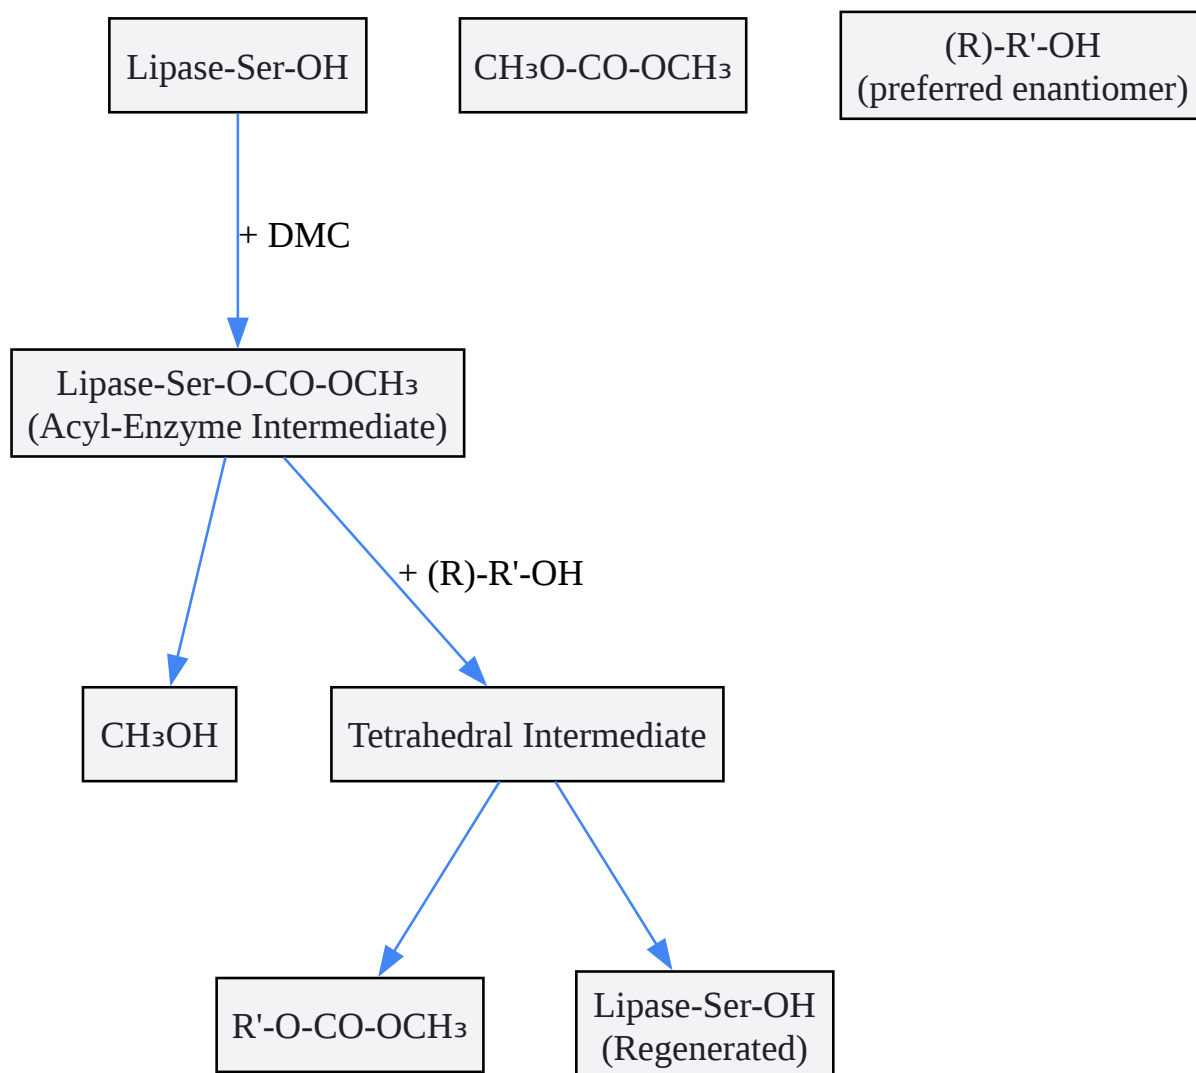 Lipase-Ser-OH
CH₃O-CO-OCH₃
(R)-R'-OH
(preferred enantiomer)
+ DMC
Lipase-Ser-O-CO-OCH₃
(Acyl-Enzyme Intermediate)
+ (R)-R'-OH
CH₃OH
Tetrahedral Intermediate
R'-O-CO-OCH₃
Lipase-Ser-OH
(Regenerated)